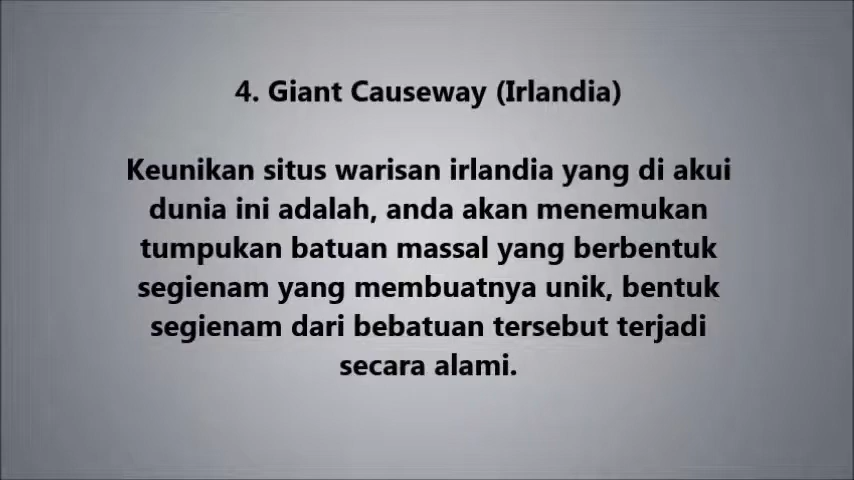 4. Giant Causeway (Irlandia)
Keunikan situs warisan irlandia yang di akui
dunia ini adalah, anda akan menemukan
tumpukan batuan massal yang berbentuk
segienam yang membuatnya unik, bentuk
segienam dari bebatuan tersebut terjadi
secara alami.